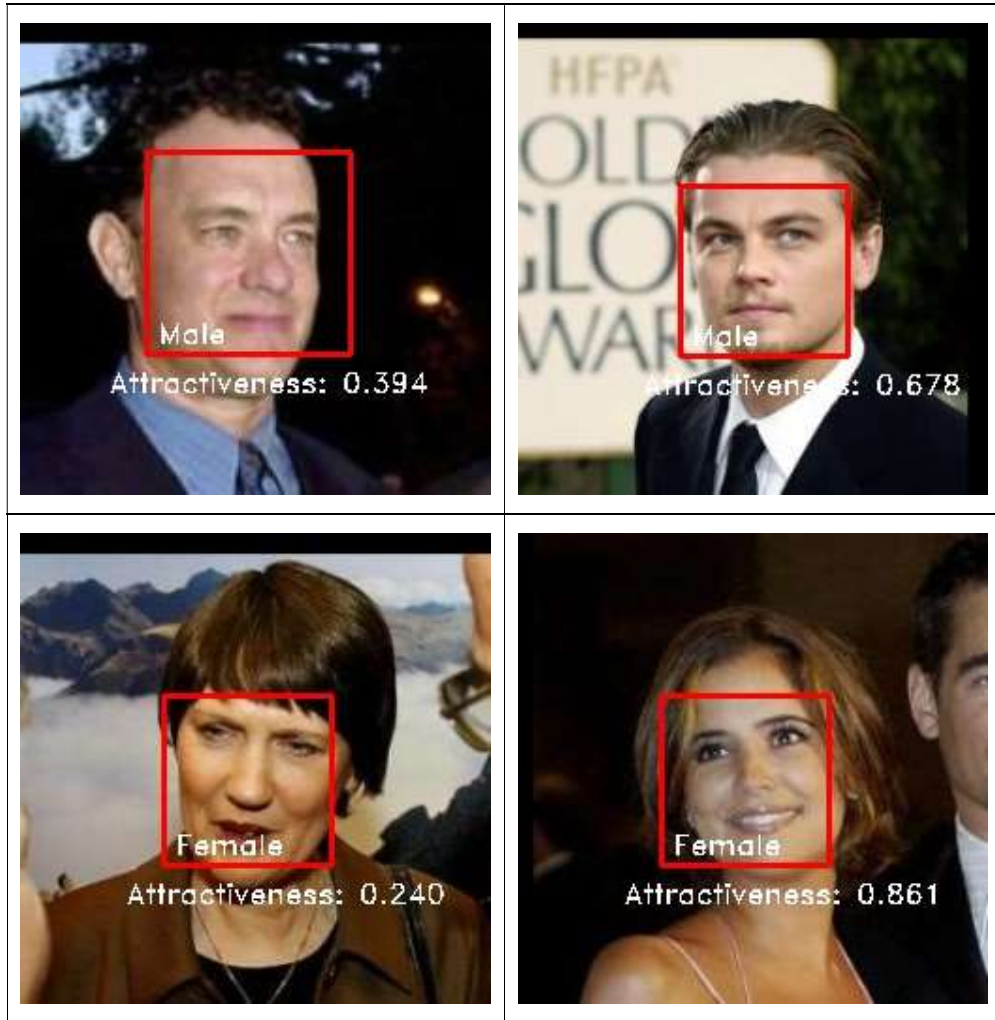 Male
Attractiveness: 0.394
HFPA
OLD
GLO
WAR
Male
Attractiveness: 0.678
Female
Attractiveness: 0.240
Female
Attractiveness: 0.861